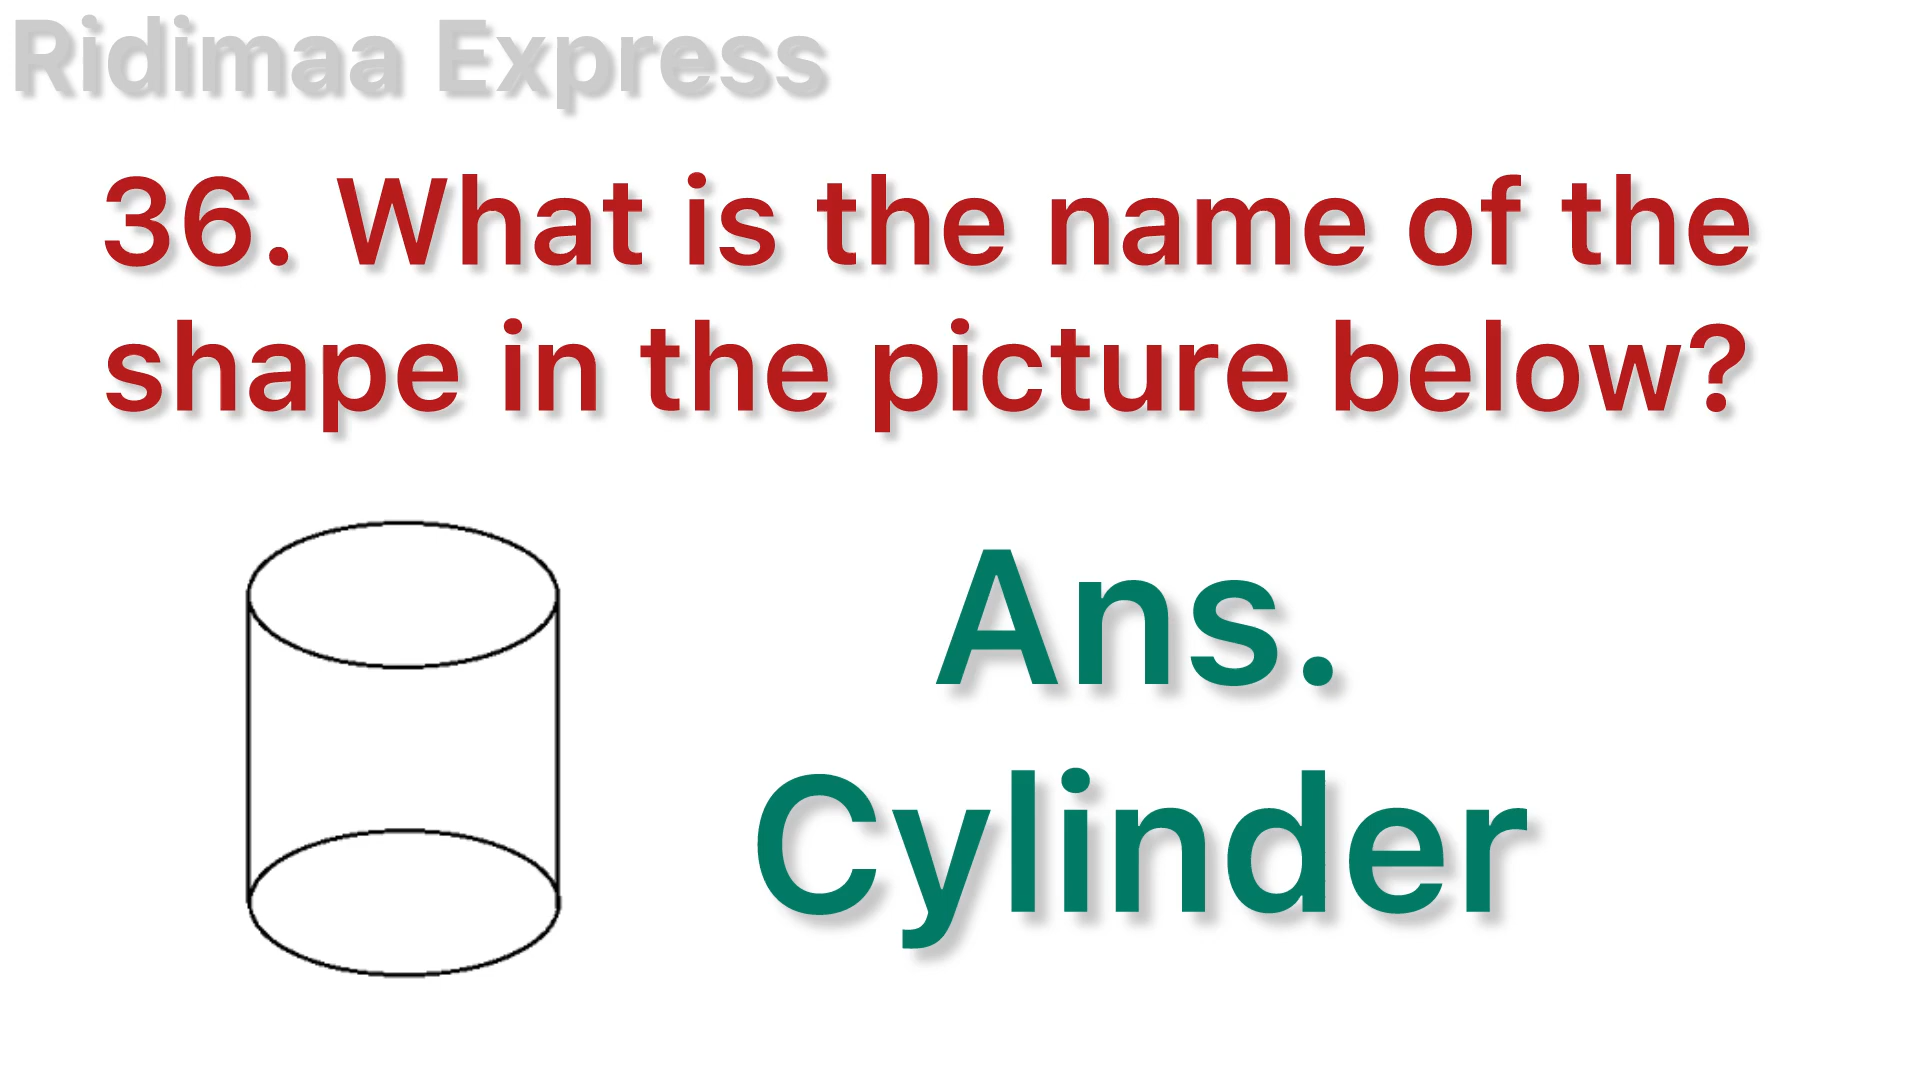 Ridimaa Express
36. What is the name of the
shape in the picture below?
Ans.
Cylinder